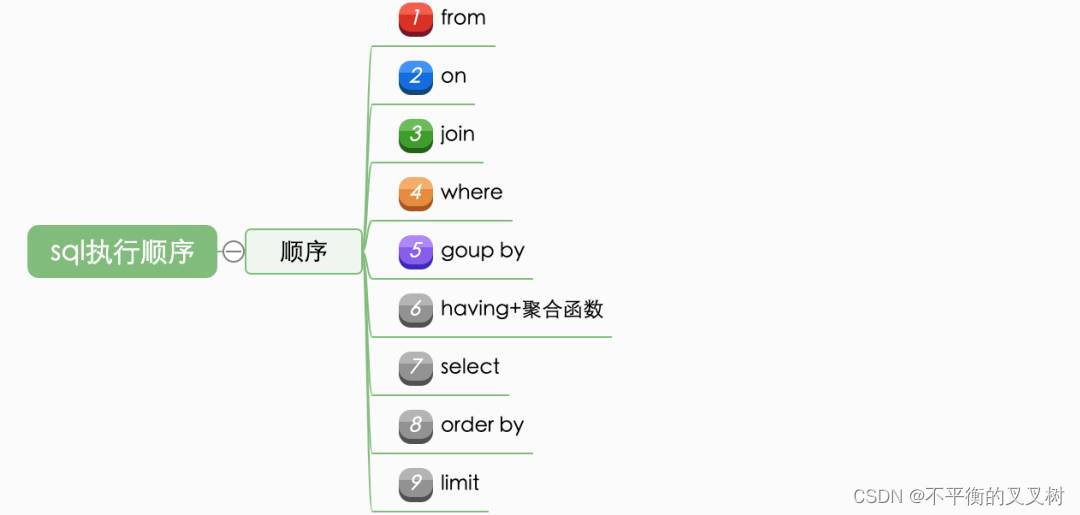 1 from
2 on
3 join
4 where
sql执行顺序
顺序
5 goup by
6 having+聚合函数
7 select
8 order by
9 limit
CSDN @不平衡的叉叉树